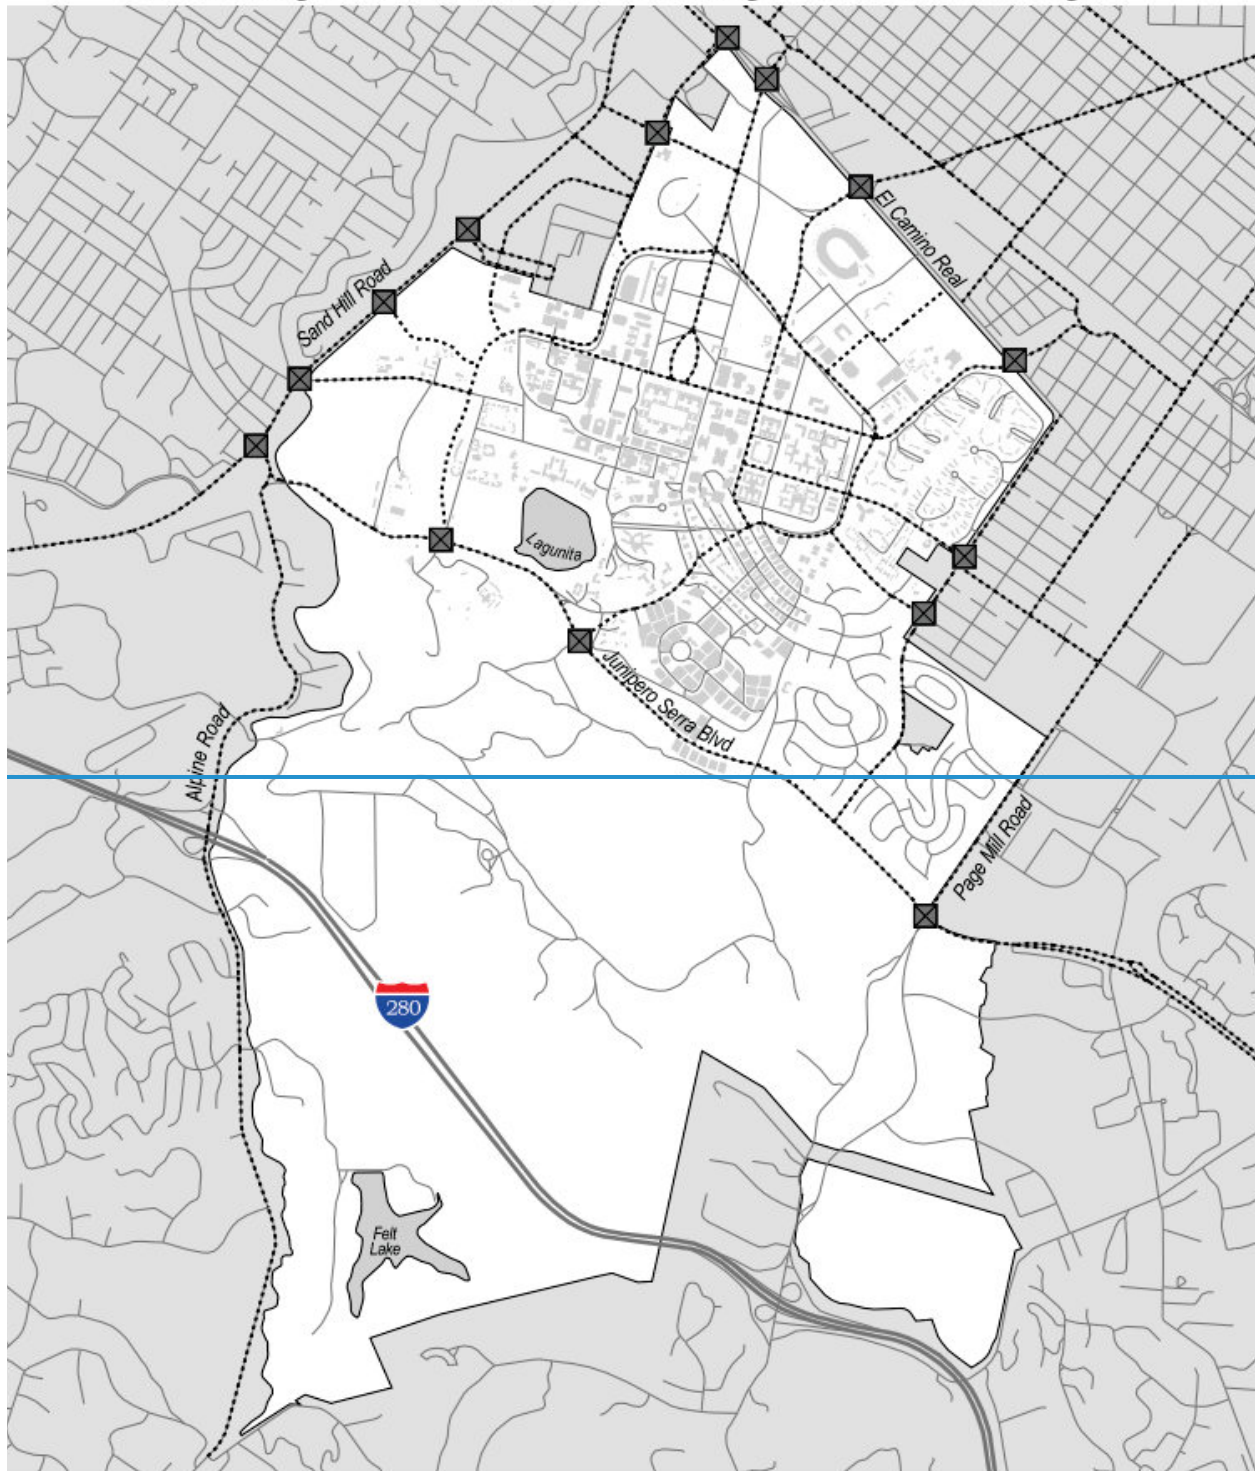 El Camino Real
Sand Hill Road
Lagunita
Junipero Serra Blvd
Alpine Road
Page Mill Road
280
Felt
Lake